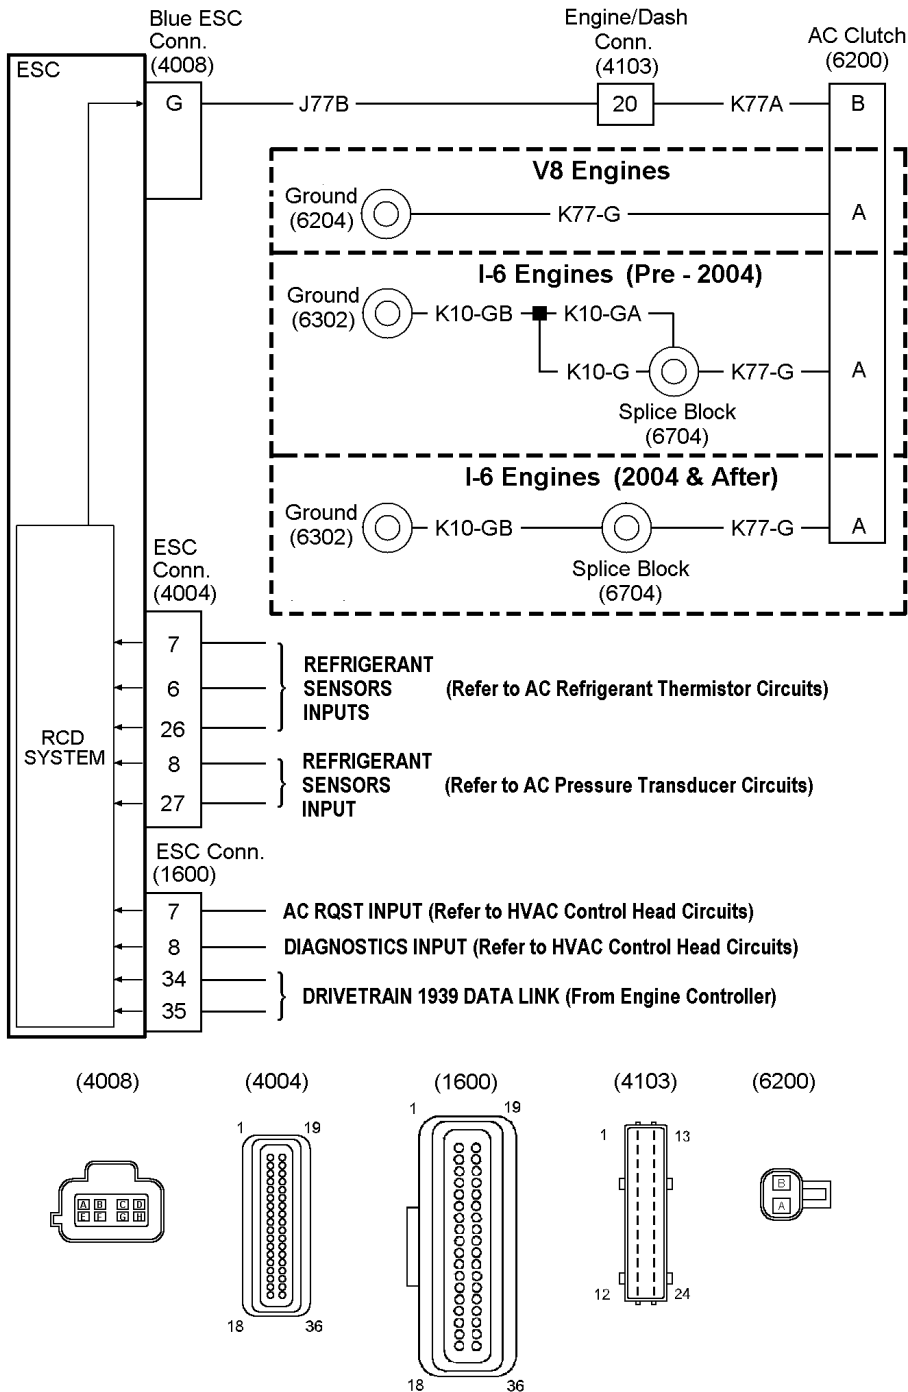 Blue ESC
Conn.
(4008)
Engine/Dash
Conn.
(4103)
AC Clutch
(6200)
ESC
G
J77B
20
K77A
B
V8 Engines
Ground
(6204)
K77-G
A
I-6 Engines (Pre - 2004)
Ground
(6302)
K10-GB
K10-GA
K10-G
K77-G
A
Splice Block
(6704)
I-6 Engines (2004 & After)
Ground
(6302)
K10-GB
K77-G
A
Splice Block
(6704)
ESC
Conn.
(4004)
7
6
26
REFRIGERANT
SENSORS
INPUTS
(Refer to AC Refrigerant Thermistor Circuits)
RCD
SYSTEM
8
27
REFRIGERANT
SENSORS
INPUT
(Refer to AC Pressure Transducer Circuits)
ESC Conn.
(1600)
7
AC RQST INPUT (Refer to HVAC Control Head Circuits)
8
DIAGNOSTICS INPUT (Refer to HVAC Control Head Circuits)
34
35
DRIVETRAIN 1939 DATA LINK (From Engine Controller)
(4008)
A B C D
E F G H
(4004)
1 19
18 36
(1600)
1 19
18 36
(4103)
1 13
12 24
(6200)
B
A